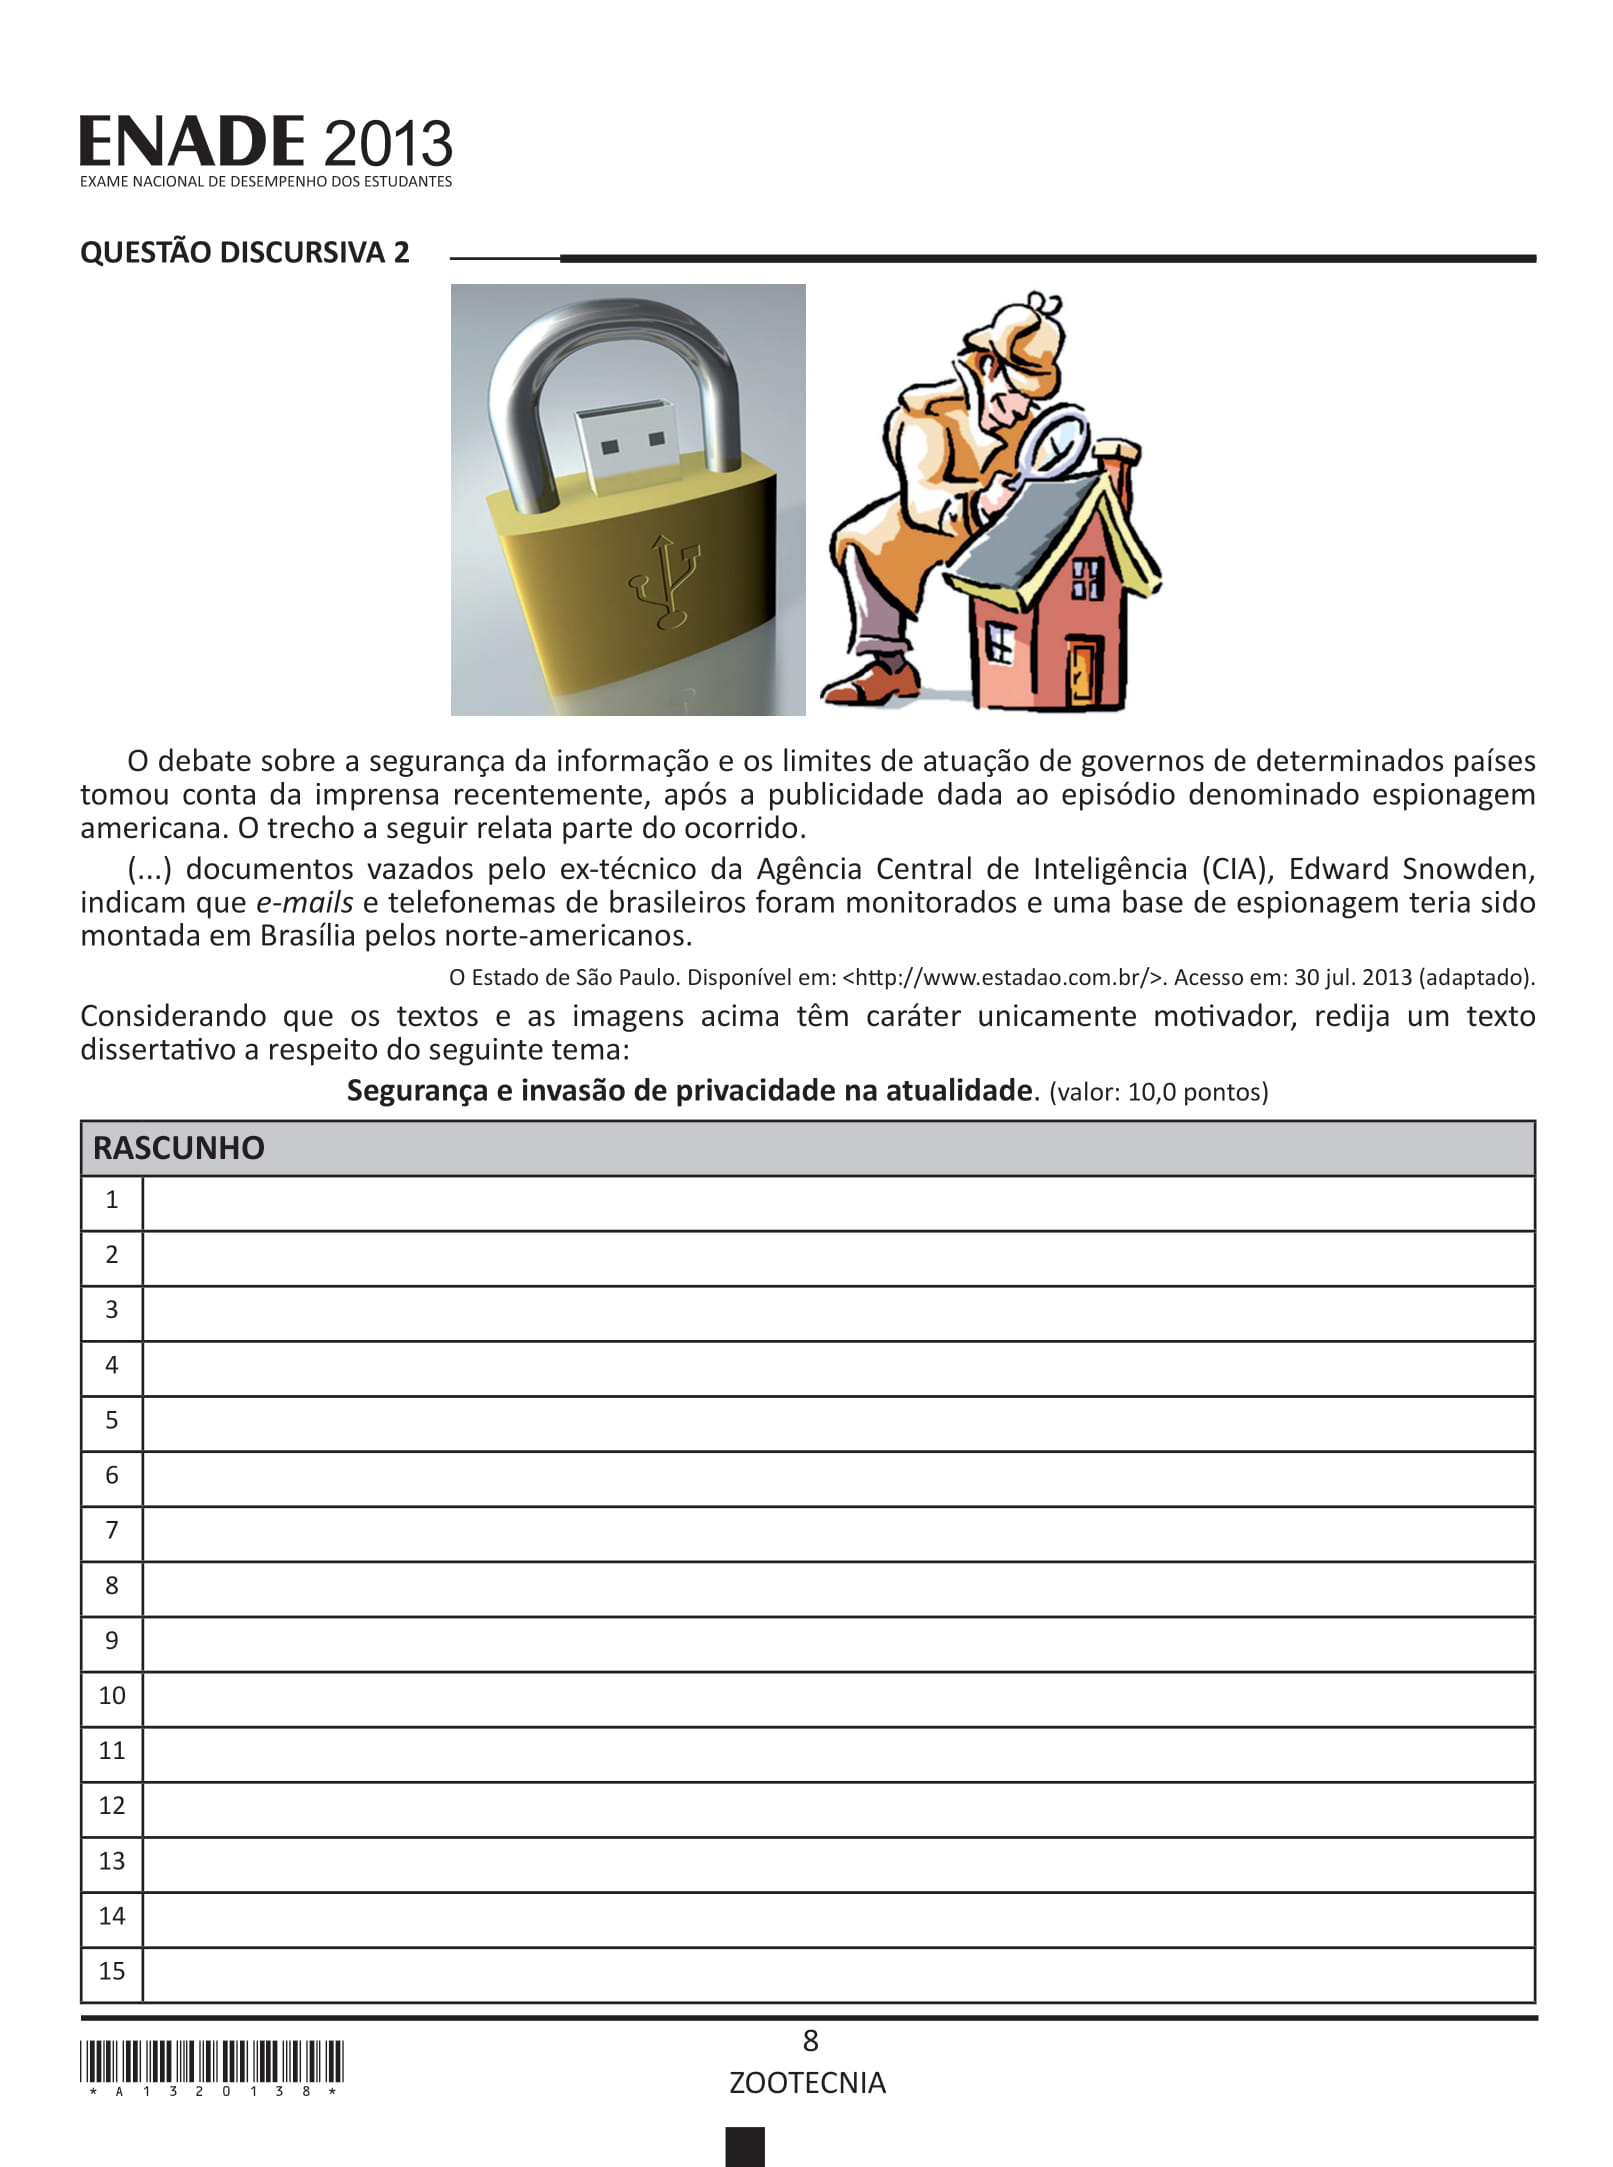 ENADE 2013
EXAME NACIONAL DE DESEMPENHO DOS ESTUDANTES
QUESTÃO DISCURSIVA 2
O debate sobre a segurança da informação e os limites de atuação de governos de determinados países
tomou conta da imprensa recentemente, após a publicidade dada ao episódio denominado espionagem
americana. O trecho a seguir relata parte do ocorrido.
(...) documentos vazados pelo ex-técnico da Agência Central de Inteligência (CIA), Edward Snowden,
indicam que e-mails e telefonemas de brasileiros foram monitorados e uma base de espionagem teria sido
montada em Brasília pelos norte-americanos.
O Estado de São Paulo. Disponível em: <http://www.estadao.com.br/>. Acesso em: 30 jul. 2013 (adaptado).
Considerando que os textos e as imagens acima têm caráter unicamente motivador, redija um texto
dissertativo a respeito do seguinte tema:
Segurança e invasão de privacidade na atualidade. (valor: 10,0 pontos)
RASCUNHO
1
2
3
4
5
6
7
8
9
10
11
12
13
14
15
8
ZOOTECNIA
* A 1 3 2 0 1 3 8 *